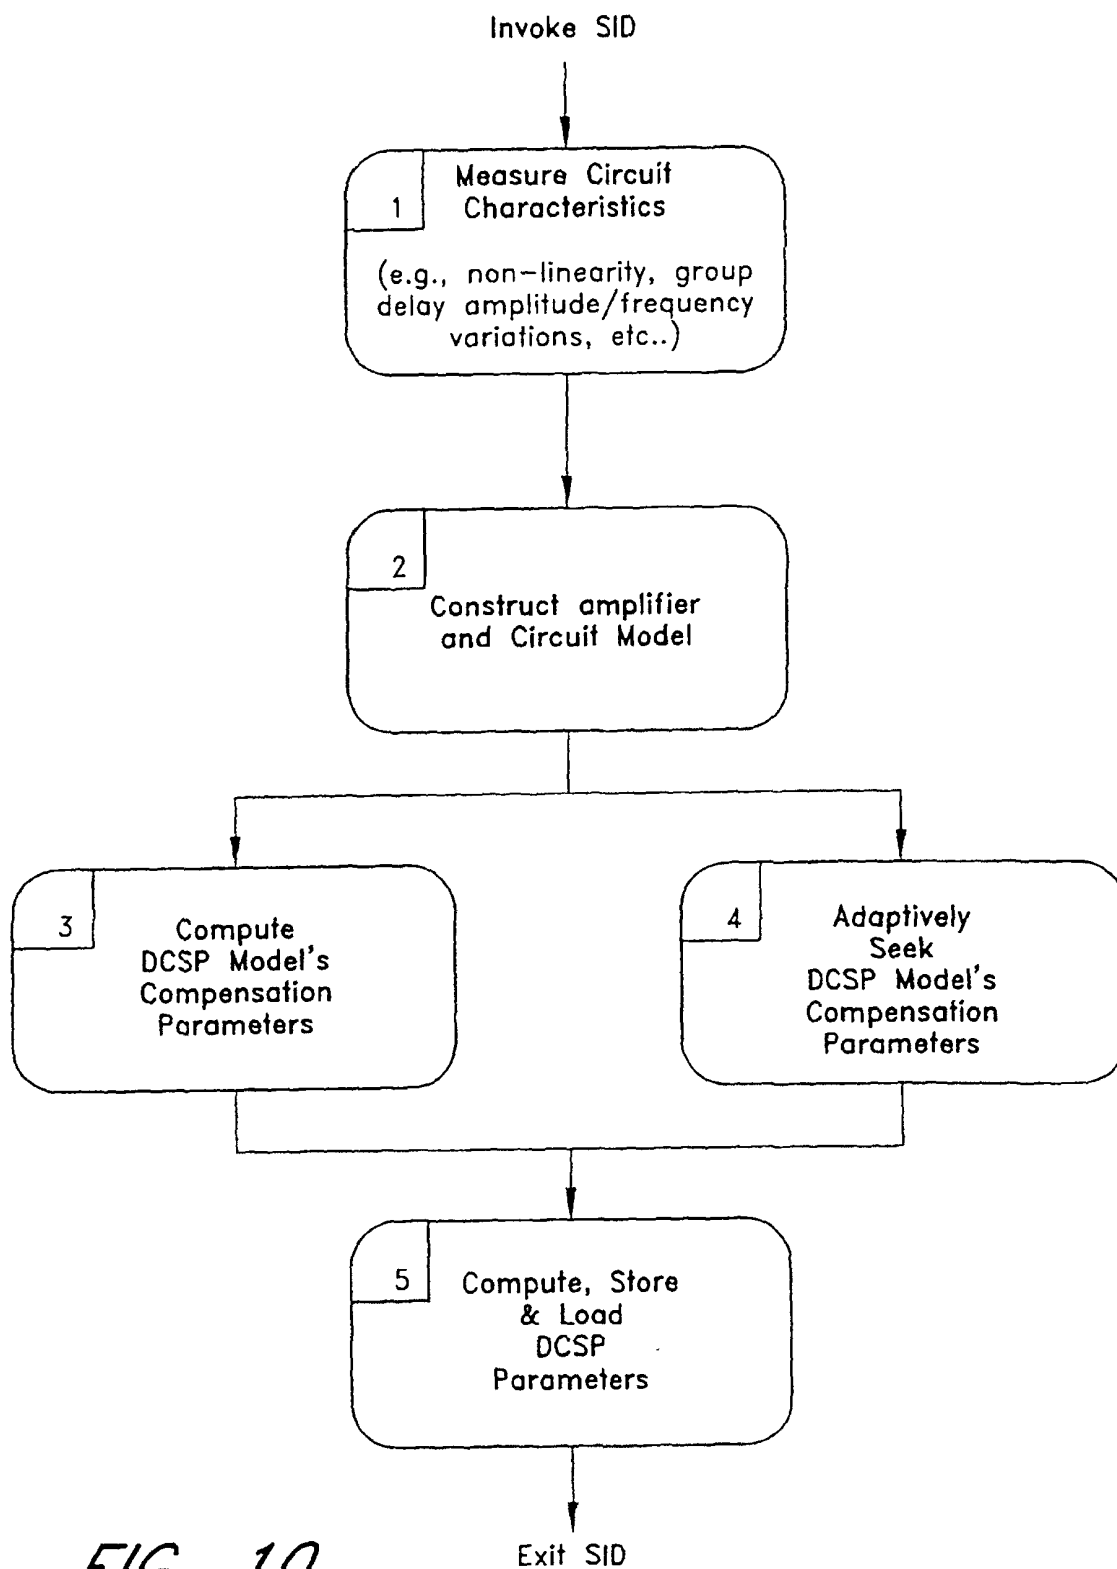 Invoke SID
1
Measure Circuit
Characteristics
(e.g., non-linearity, group
delay amplitude/frequency
variations, etc..)
2
Construct amplifier
and Circuit Model
3
Compute
DCSP Model's
Compensation
Parameters
4
Adaptively
Seek
DCSP Model's
Compensation
Parameters
5
Compute, Store
& Load
DCSP
Parameters
Exit SID
FIG. 10